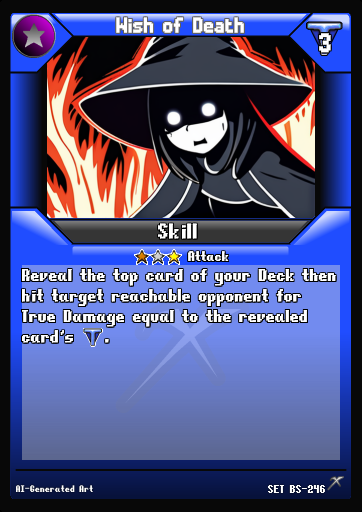 Wish of Death
3
Skill
Attack
Reveal the top card of your Deck then
hit target reachable opponent for
True Damage equal to the revealed
card's .
AI-Generated Art
SET BS-246